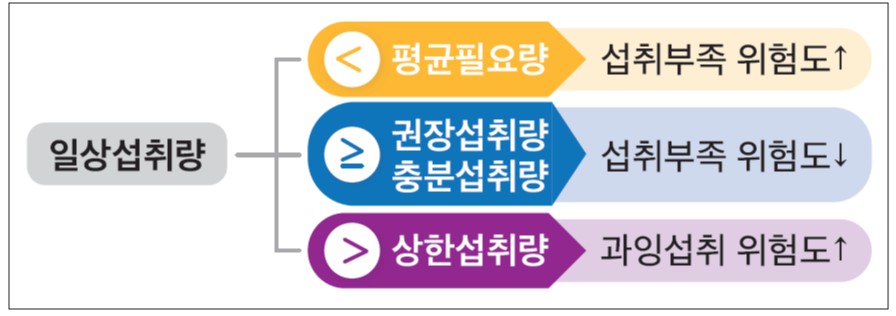 일상섭취량
< 평균필요량 섭취부족 위험도↑
≥ 권장섭취량
충분섭취량 섭취부족 위험도↓
> 상한섭취량 과잉섭취 위험도↑